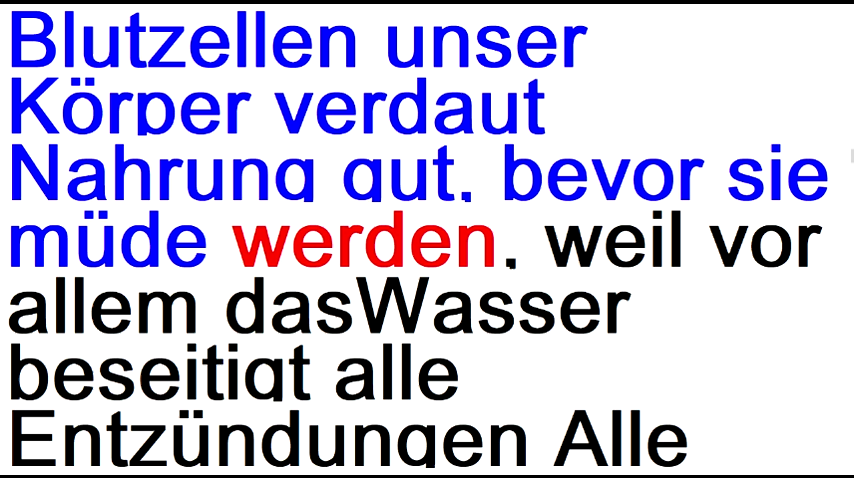 Blutzellen unser
Körper verdaut
Nahrung gut, bevor sie
müde werden, weil vor
allem dasWasser
beseitigt alle
Entzündungen Alle